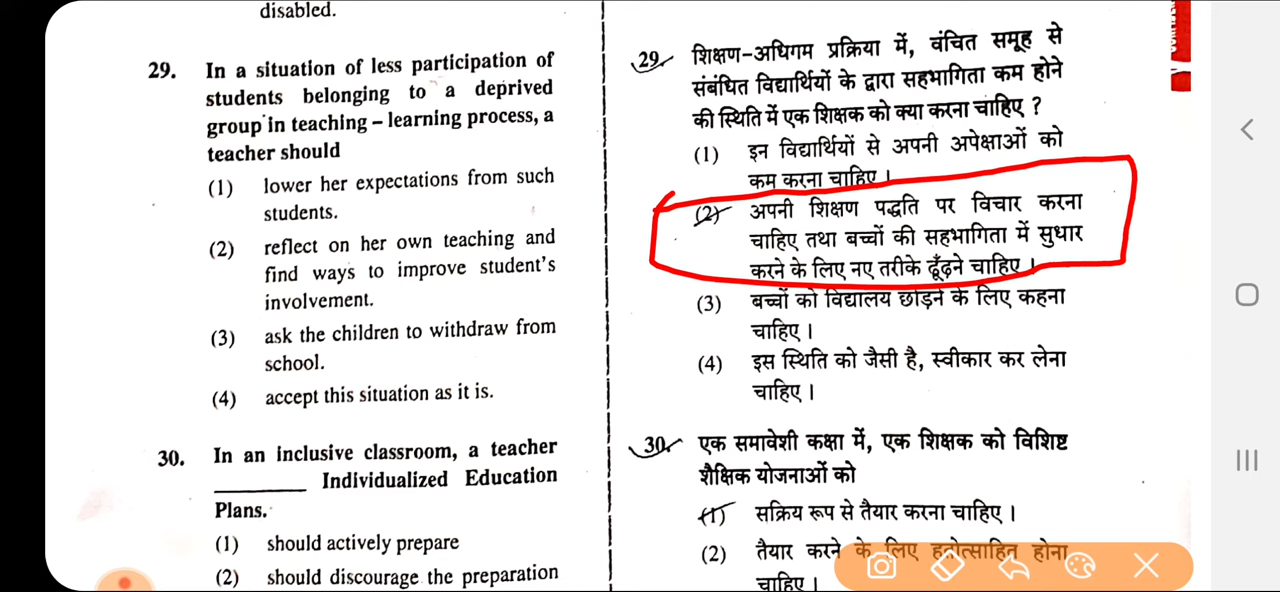 disabled.
29. In a situation of less participation of
students belonging to a deprived
group in teaching – learning process, a
teacher should
(1) lower her expectations from such
students.
(2) reflect on her own teaching and
find ways to improve student's
involvement.
(3) ask the children to withdraw from
school.
(4) accept this situation as it is.
30. In an inclusive classroom, a teacher
________ Individualized Education
Plans.
(1) should actively prepare
(2) should discourage the preparation
29. शिक्षण-अधिगम प्रक्रिया में, वंचित समूह से
संबंधित विद्यार्थियों के द्वारा सहभागिता कम होने
की स्थिति में एक शिक्षक को क्या करना चाहिए ?
(1) इन विद्यार्थियों से अपनी अपेक्षाओं को
कम करना चाहिए ।
(2) अपनी शिक्षण पद्धति पर विचार करना
चाहिए तथा बच्चों की सहभागिता में सुधार
करने के लिए नए तरीके ढूँढ़ने चाहिए ।
(3) बच्चों को विद्यालय छोड़ने के लिए कहना
चाहिए ।
(4) इस स्थिति को जैसी है, स्वीकार कर लेना
चाहिए ।
30. एक समावेशी कक्षा में, एक शिक्षक को विशिष्ट
शैक्षिक योजनाओं को
(1) सक्रिय रूप से तैयार करना चाहिए ।
(2) तैयार करने के लिए हतोत्साहित होना
चाहिए ।